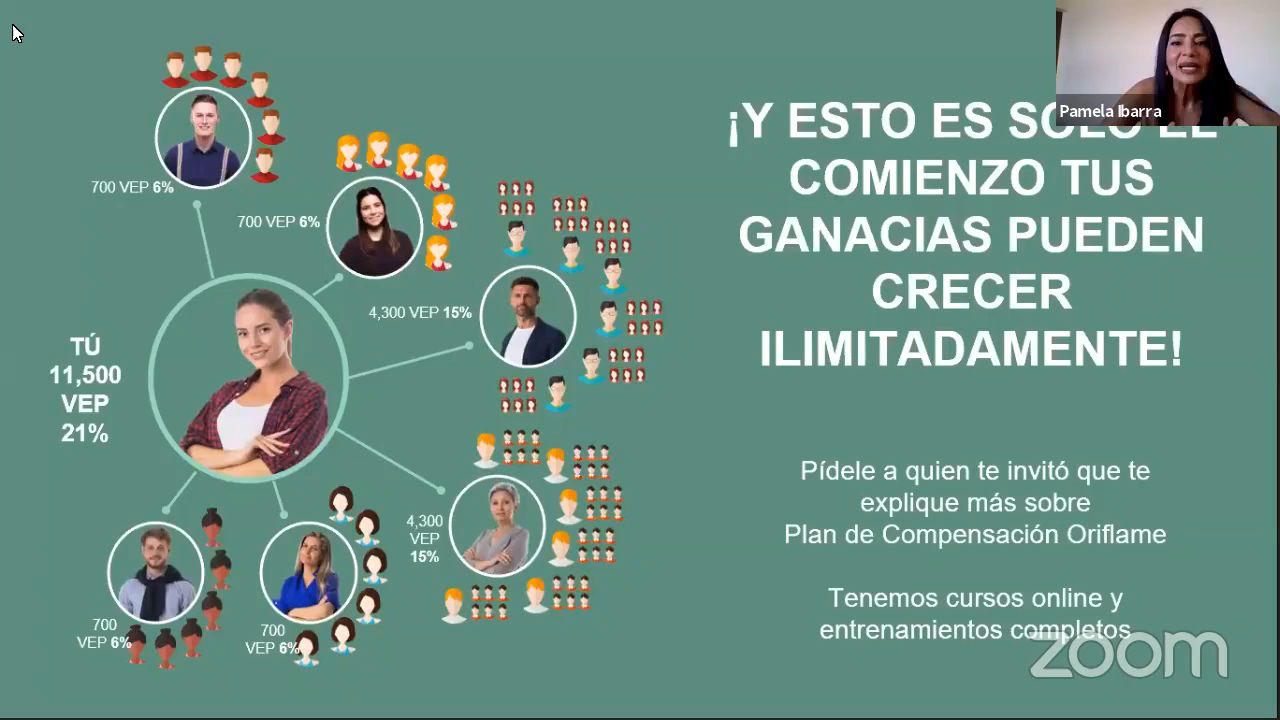 Pamela Ibarra
¡Y ESTO ES SOLO EL
COMIENZO TUS
GANACIAS PUEDEN
CRECER
ILIMITADAMENTE!
700 VEP 6%
700 VEP 6%
4,300 VEP 15%
TÚ
11,500
VEP
21%
4,300
VEP
15%
700
VEP 6%
700
VEP 6%
Pídele a quien te invitó que te
explique más sobre
Plan de Compensación Oriflame
Tenemos cursos online y
entrenamientos completos
zoom